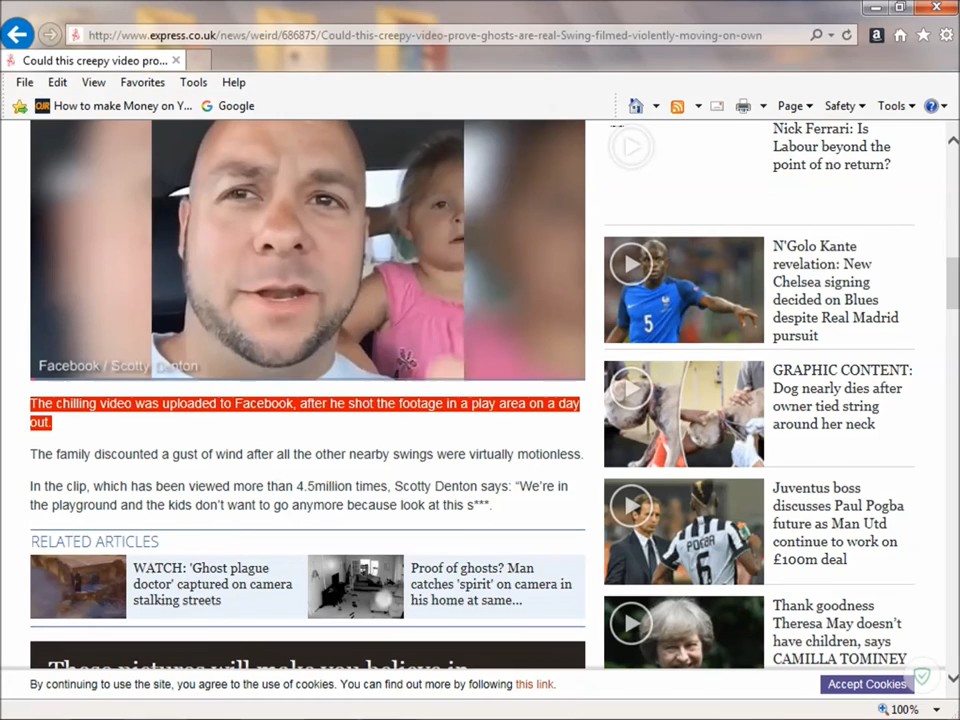 http://www.express.co.uk/news/weird/686875/Could-this-creepy-video-prove-ghosts-are-real-Swing-filmed-violently-moving-on-own
Could this creepy video pro...
File Edit View Favorites Tools Help
How to make Money on Y... Google
Page Safety Tools
Facebook / Scotty Denton
The chilling video was uploaded to Facebook, after he shot the footage in a play area on a day
out.
The family discounted a gust of wind after all the other nearby swings were virtually motionless.
In the clip, which has been viewed more than 4.5million times, Scotty Denton says: "We're in
the playground and the kids don't want to go anymore because look at this s***.
RELATED ARTICLES
WATCH: 'Ghost plague
doctor' captured on camera
stalking streets
Proof of ghosts? Man
catches 'spirit' on camera in
his home at same...
These pictures will make you believe in
Nick Ferrari: Is
Labour beyond the
point of no return?
N'Golo Kante
revelation: New
Chelsea signing
decided on Blues
despite Real Madrid
pursuit
5
GRAPHIC CONTENT:
Dog nearly dies after
owner tied string
around her neck
Juventus boss
discusses Paul Pogba
future as Man Utd
continue to work on
£100m deal
POGBA
6
Thank goodness
Theresa May doesn't
have children, says
CAMILLA TOMINEY
By continuing to use the site, you agree to the use of cookies. You can find out more by following this link.
Accept Cookies
100%